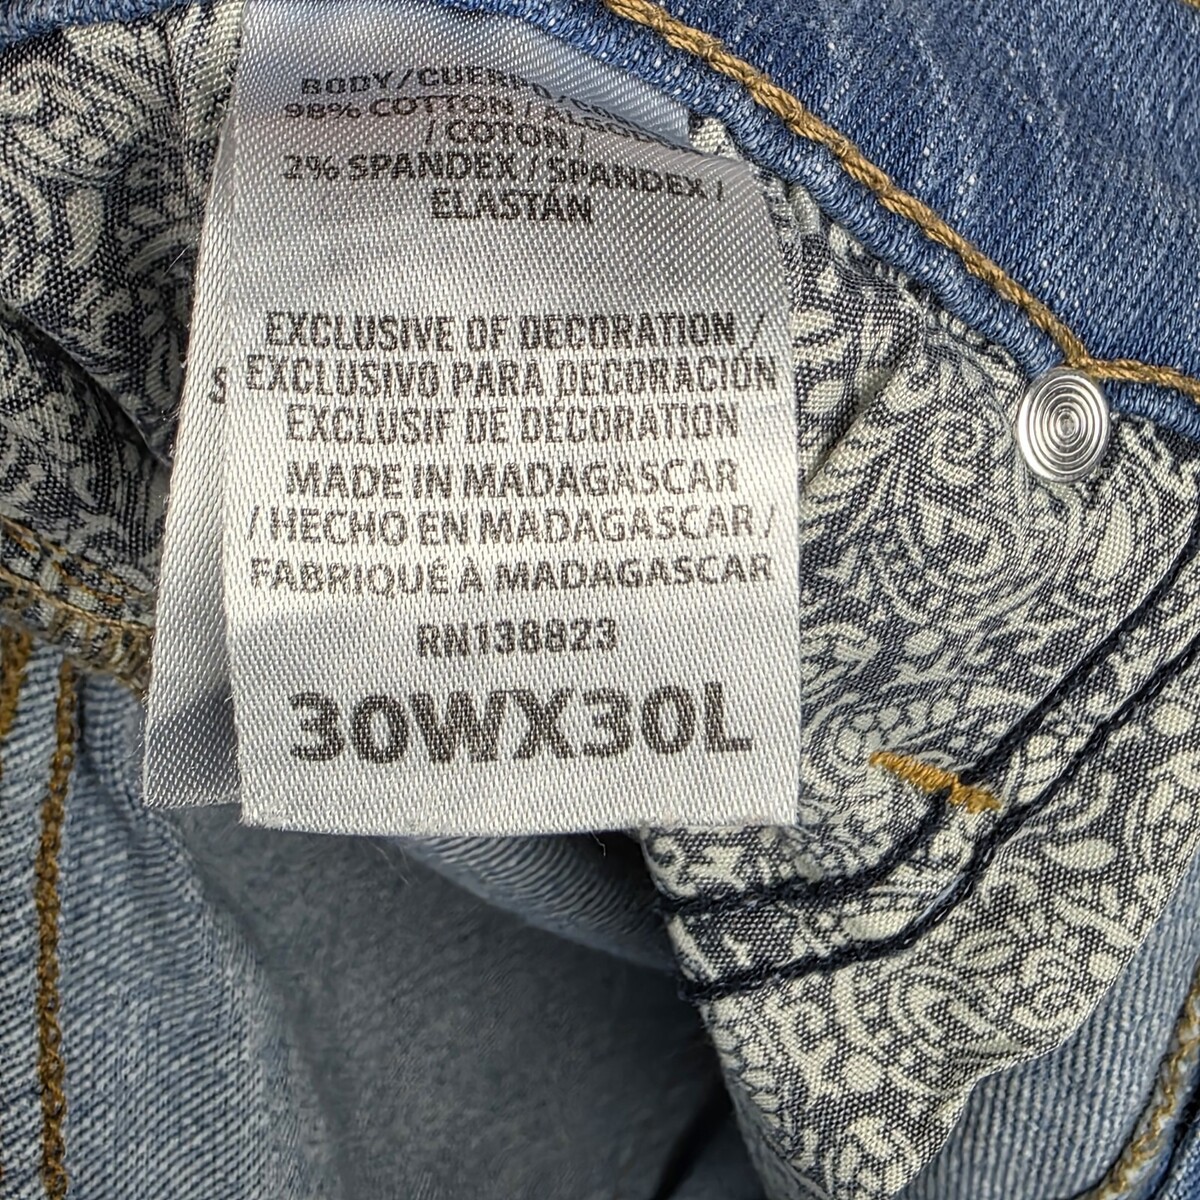 BODY/CUERPO/
98% COTTON / ALGODÓN
/ COTON /
2% SPANDEX / SPANDEX /
ELASTÁN
EXCLUSIVE OF DECORATION /
S
EXCLUSIVO PARA DECORACIÓN
EXCLUSIF DE DÉCORATION
MADE IN MADAGASCAR
/ HECHO EN MADAGASCAR /
FABRIQUÉ À MADAGASCAR
RN138823
30WX30L